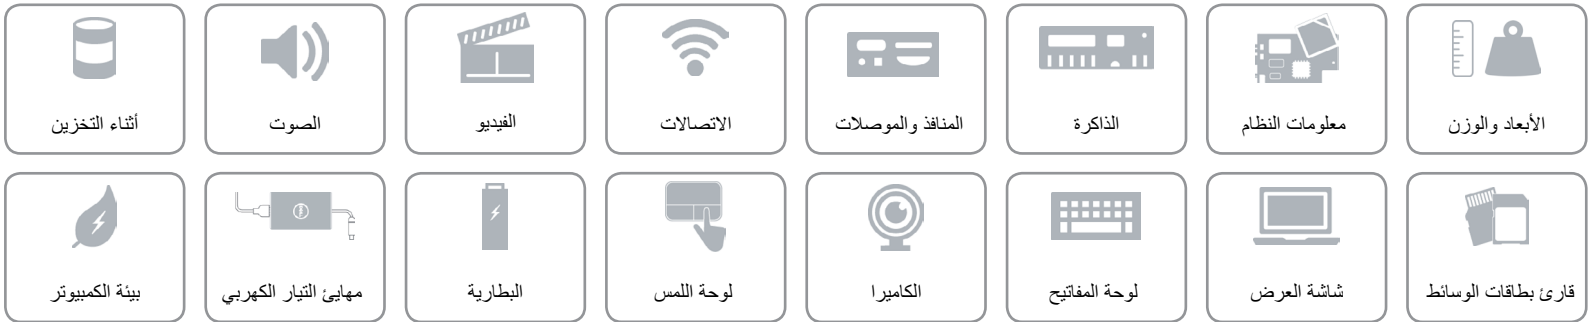 الأبعاد والوزن
معلومات النظام
الذاكرة
المنافذ والموصلات
الاتصالات
الفيديو
الصوت
أثناء التخزين
قارئ بطاقات الوسائط
شاشة العرض
لوحة المفاتيح
الكاميرا
لوحة اللمس
البطارية
مهايئ التيار الكهربي
بيئة الكمبيوتر